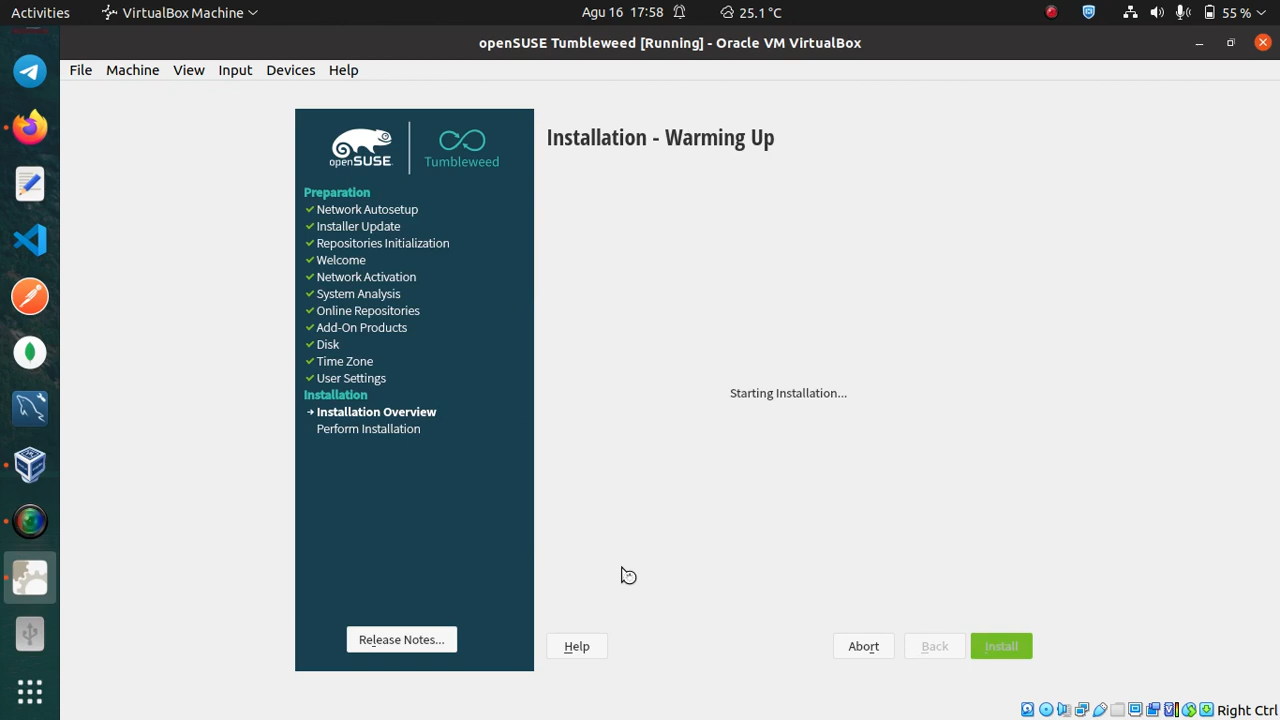 Activities
VirtualBox Machine
Agu 16 17:58
25.1 °C
55 %
openSUSE Tumbleweed [Running] - Oracle VM VirtualBox
File Machine View Input Devices Help
openSUSE
Tumbleweed
Preparation
Network Autosetup
Installer Update
Repositories Initialization
Welcome
Network Activation
System Analysis
Online Repositories
Add-On Products
Disk
Time Zone
User Settings
Installation
Installation Overview
Perform Installation
Release Notes...
Installation - Warming Up
Starting Installation...
Help
Abort
Back
Install
Right Ctrl